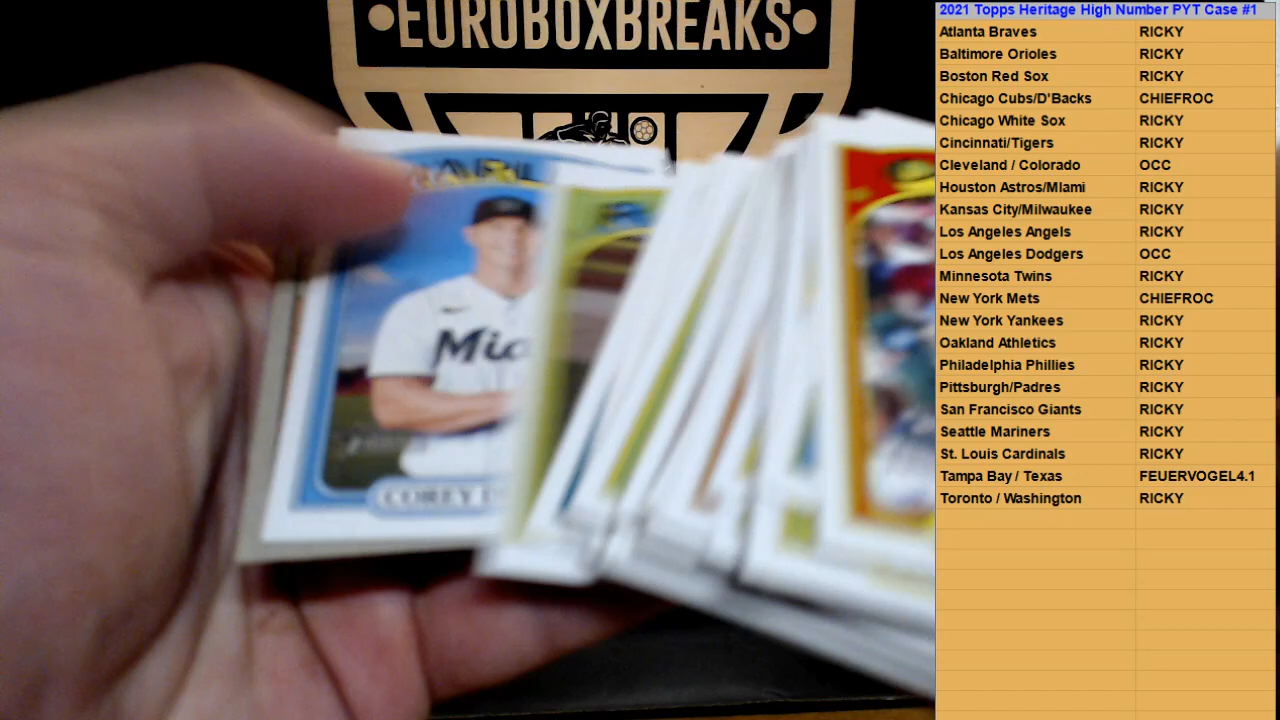 EUROBOXBREAKS
2021 Topps Heritage High Number PYT Case #1
Atlanta Braves RICKY
Baltimore Orioles RICKY
Boston Red Sox RICKY
Chicago Cubs/D'Backs CHIEFROC
Chicago White Sox RICKY
Cincinnati/Tigers RICKY
Cleveland / Colorado OCC
Houston Astros/MIami RICKY
Kansas City/Milwaukee RICKY
Los Angeles Angels RICKY
Los Angeles Dodgers OCC
Minnesota Twins RICKY
New York Mets CHIEFROC
New York Yankees RICKY
Oakland Athletics RICKY
Philadelphia Phillies RICKY
Pittsburgh/Padres RICKY
San Francisco Giants RICKY
Seattle Mariners RICKY
St. Louis Cardinals RICKY
Tampa Bay / Texas FEUERVOGEL4.1
Toronto / Washington RICKY
COREY